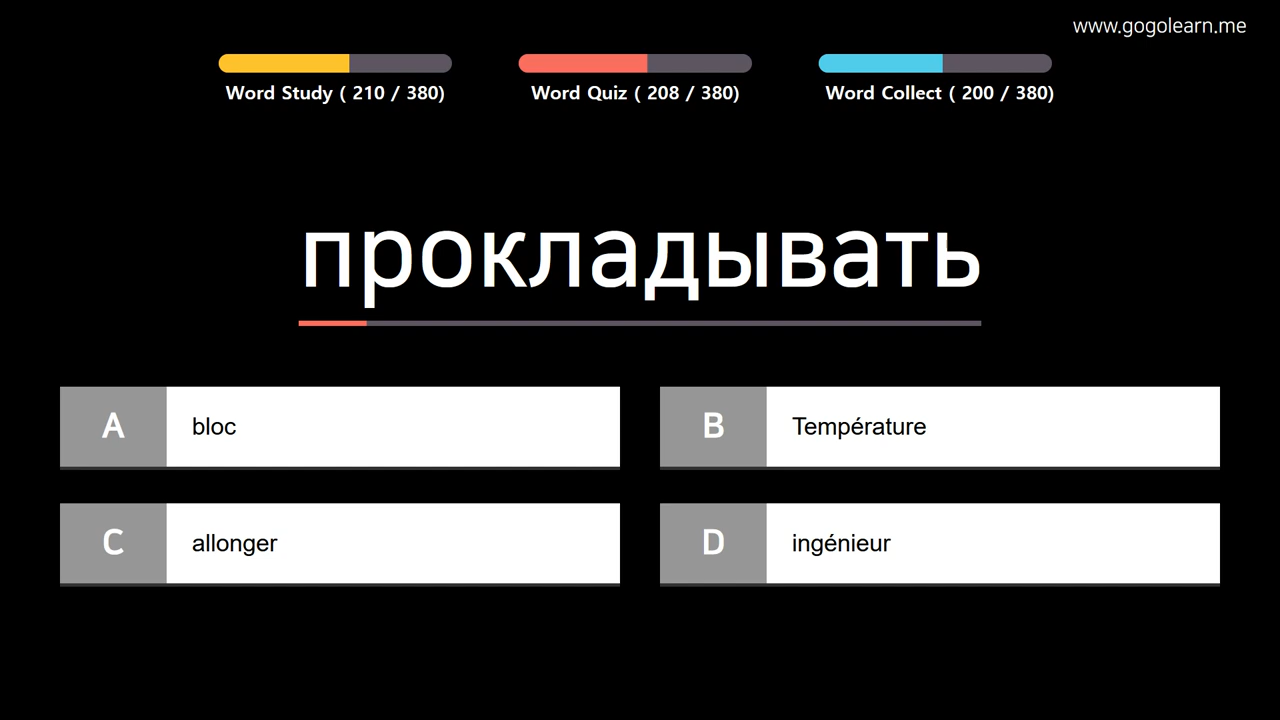 www.gogolearn.me
Word Study ( 210 / 380)
Word Quiz ( 208 / 380)
Word Collect ( 200 / 380)
прокладывать
A bloc
B Température
C allonger
D ingénieur